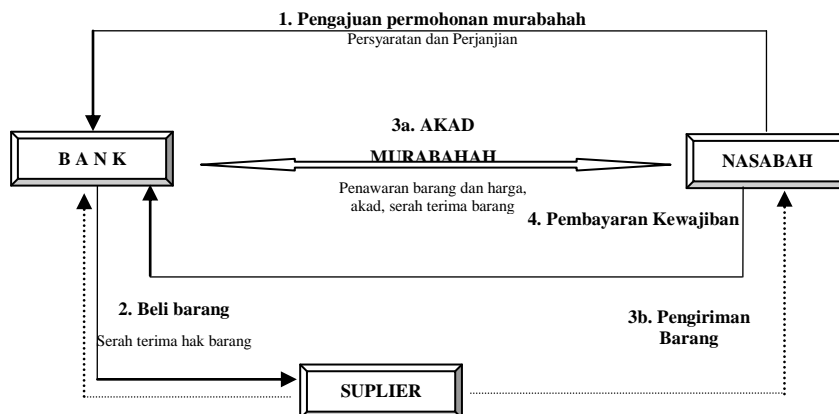 1. Pengajuan permohonan murabahah
Persyaratan dan Perjanjian
3a. AKAD
MURABAHAH
B A N K
NASABAH
Penawaran barang dan harga,
akad, serah terima barang
4. Pembayaran Kewajiban
2. Beli barang
Serah terima hak barang
3b. Pengiriman
Barang
SUPLIER